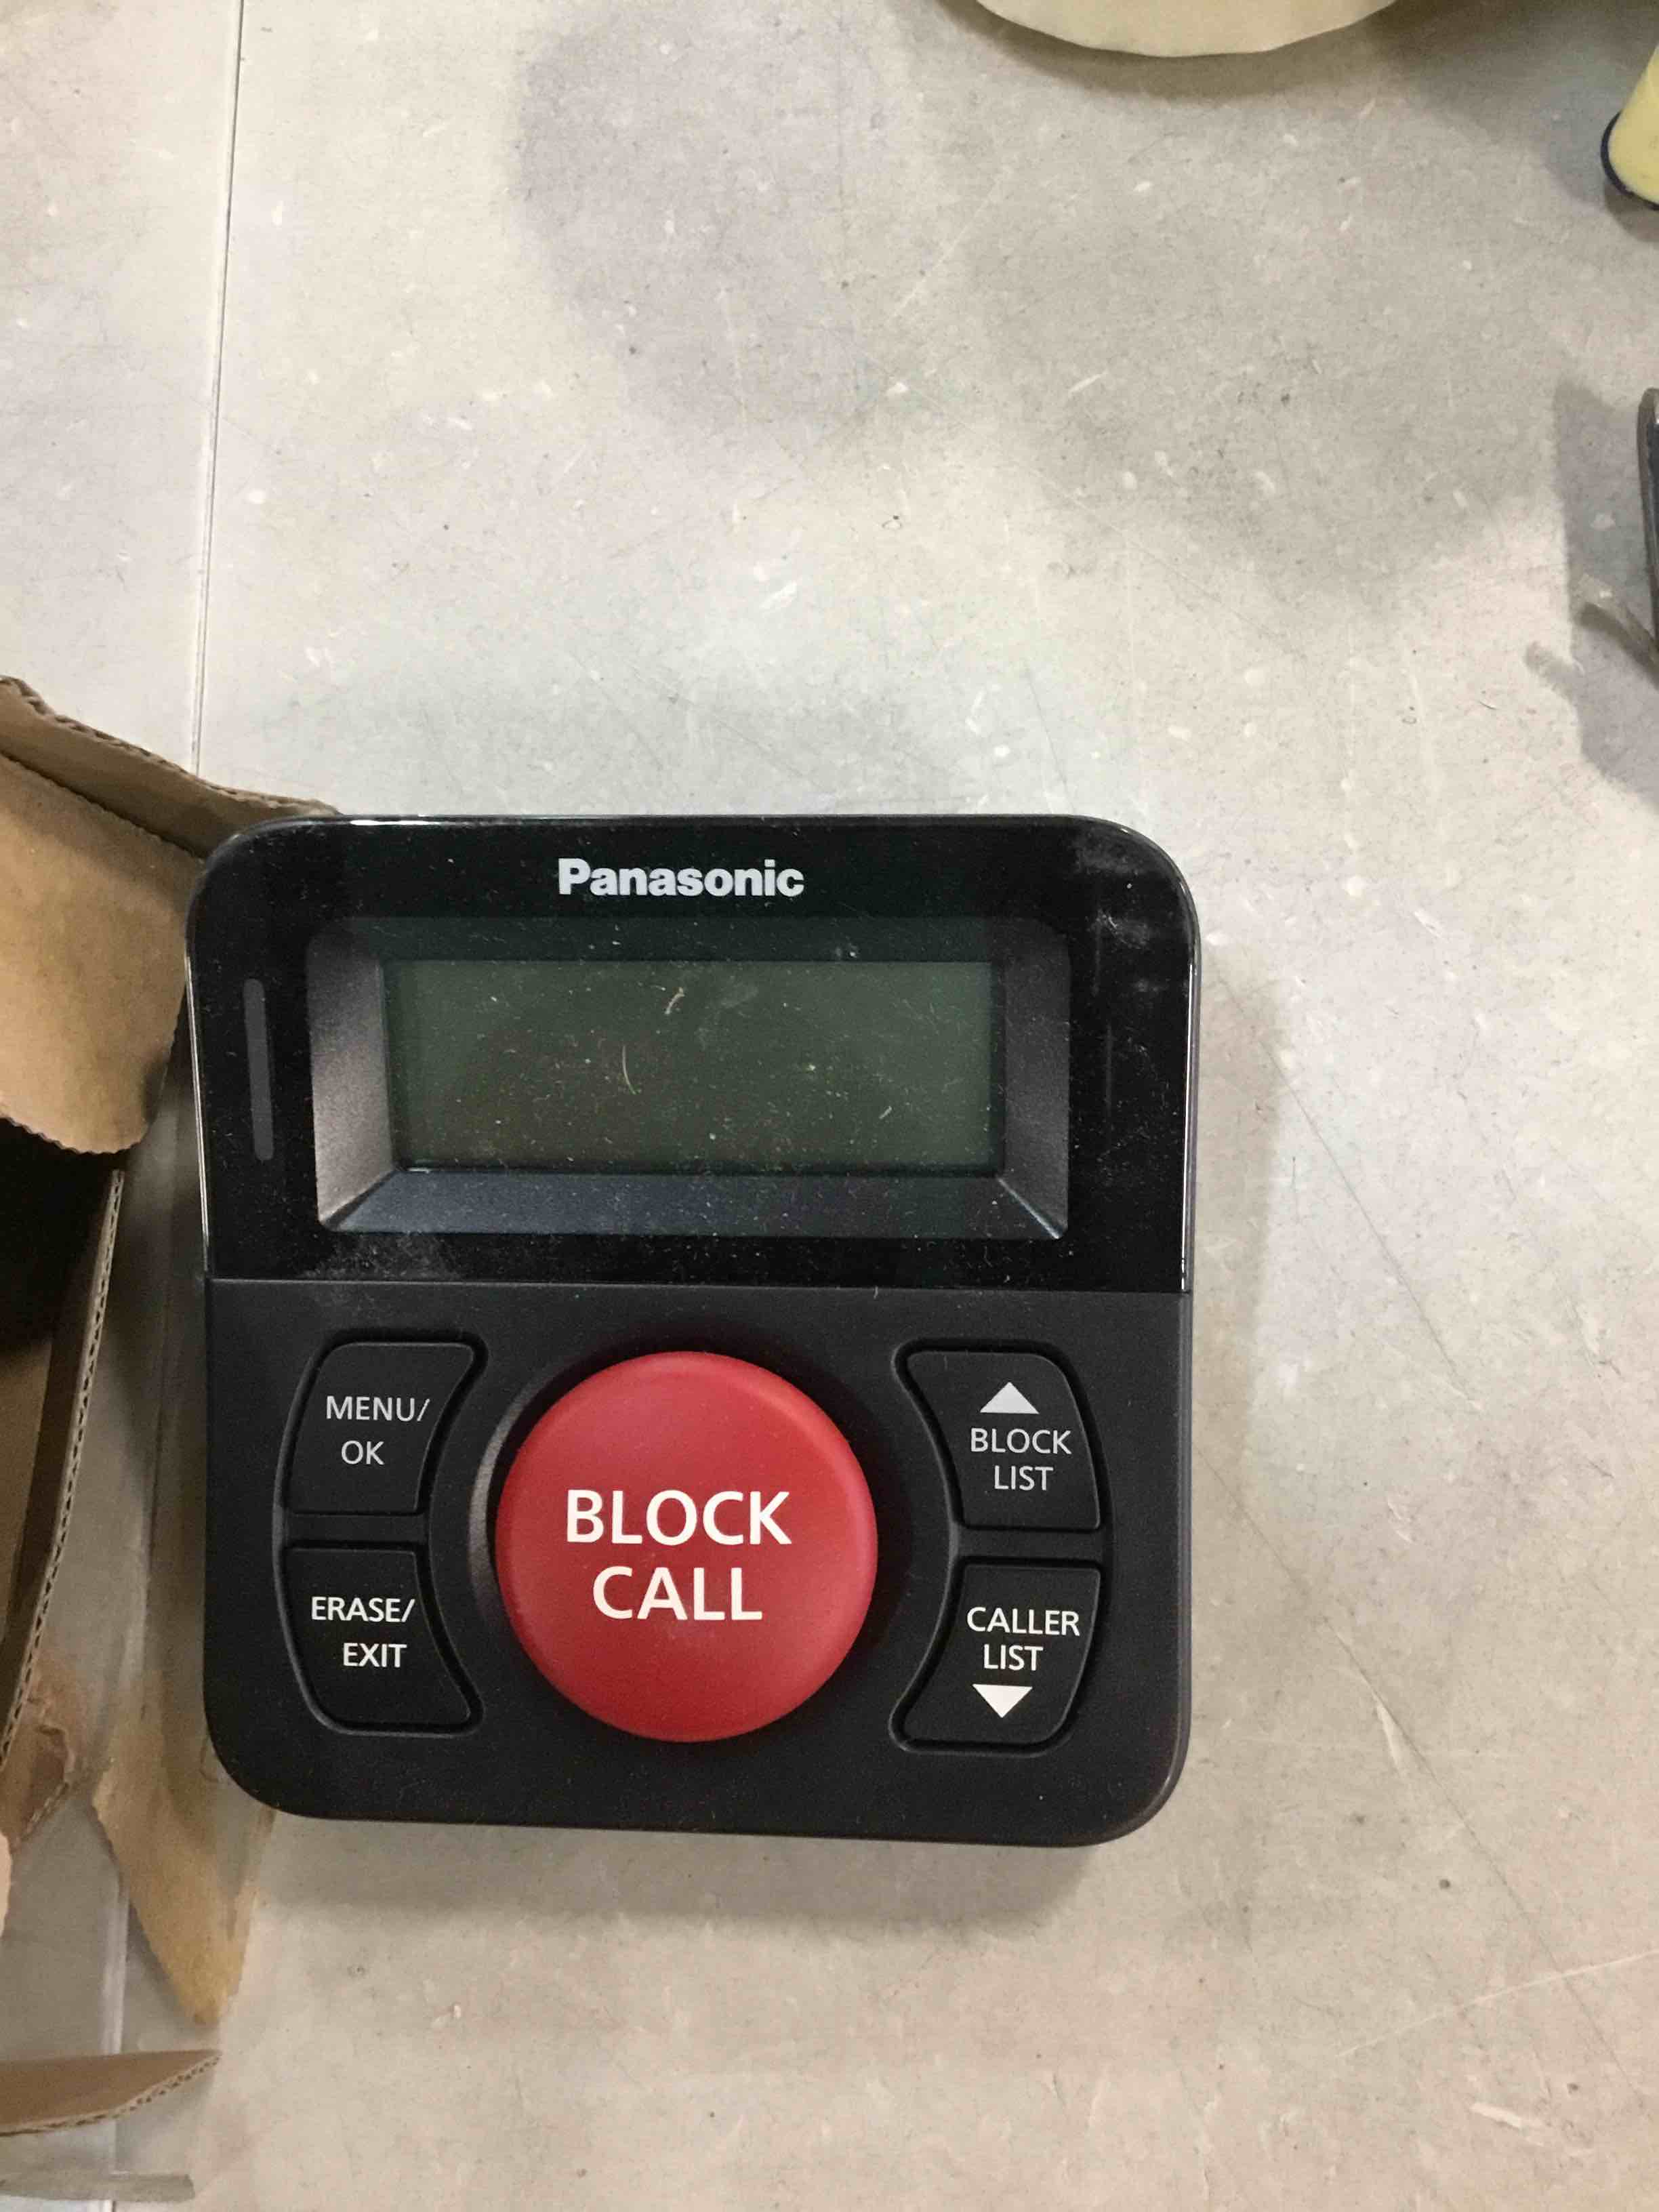 Panasonic
MENU/
OK
BLOCK
CALL
▲
BLOCK
LIST
ERASE/
EXIT
CALLER
LIST
▼